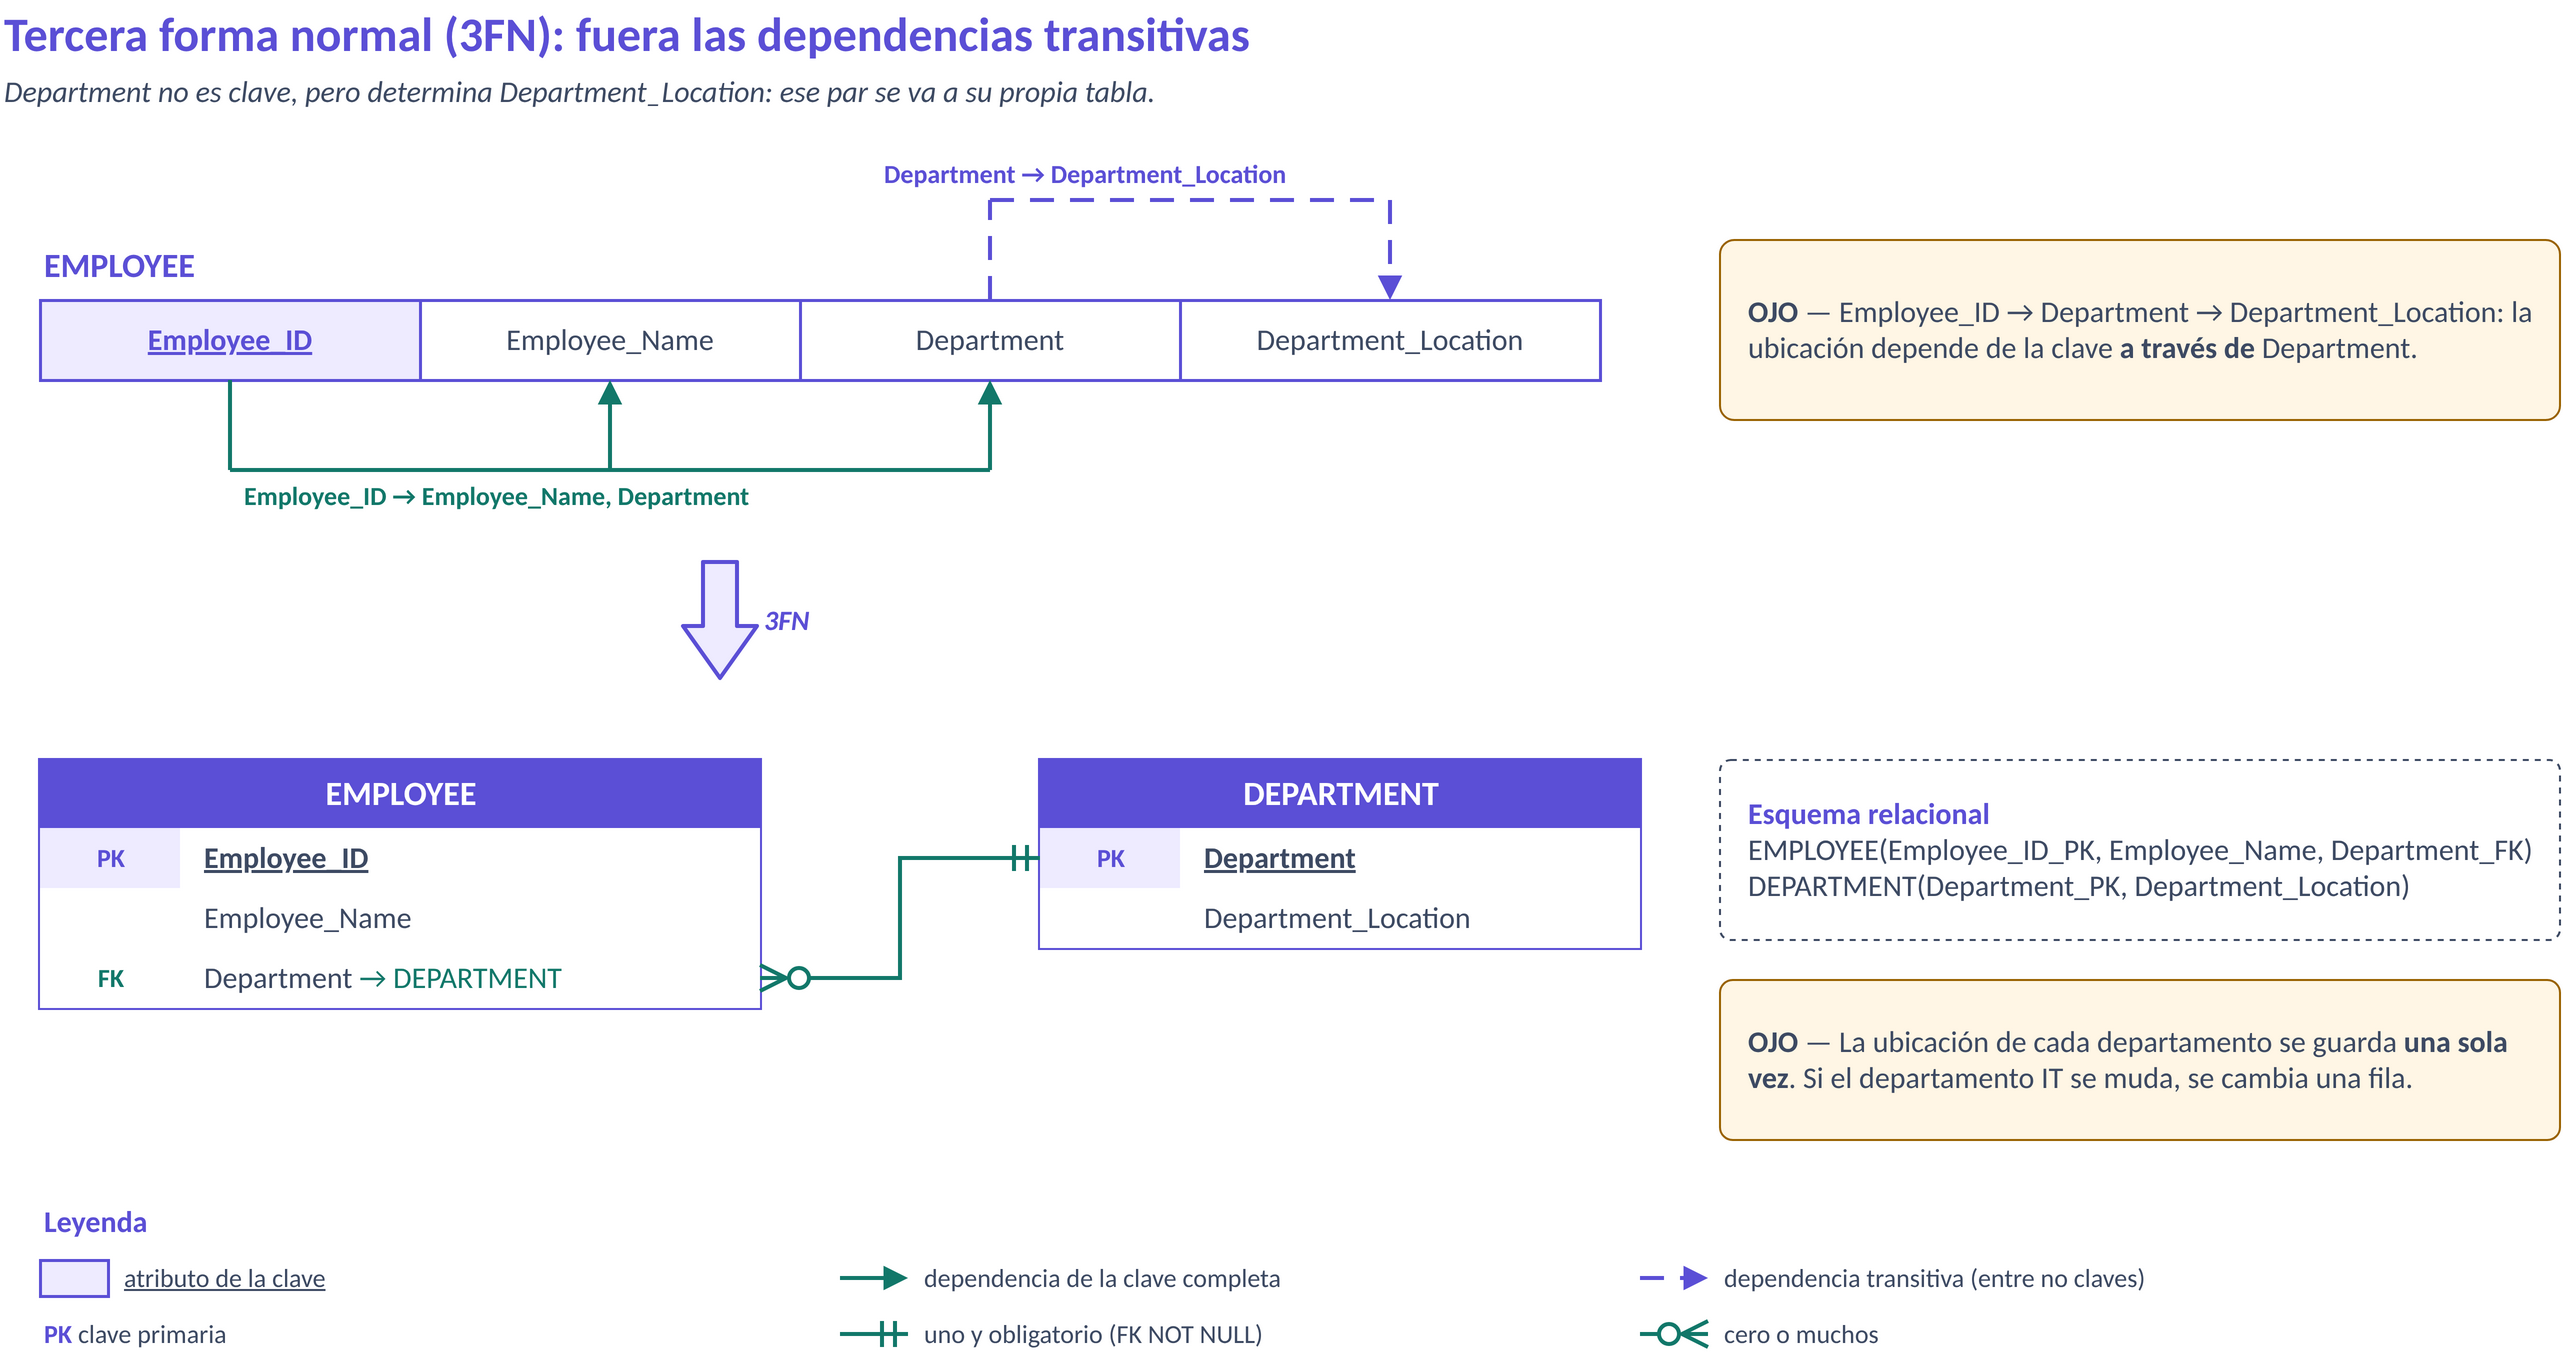 Tercera forma normal (3FN): fuera las dependencias transitivas
Department no es clave, pero determina Department_Location: ese par se va a su propia tabla.
Department → Department_Location
EMPLOYEE
Employee_ID
Employee_Name
Department
Department_Location
OJO — Employee_ID → Department → Department_Location: la
ubicación depende de la clave a través de Department.
Employee_ID → Employee_Name, Department
3FN
EMPLOYEE
PK Employee_ID
Employee_Name
FK Department → DEPARTMENT
DEPARTMENT
PK Department
Department_Location
Esquema relacional
EMPLOYEE(Employee_ID_PK, Employee_Name, Department_FK)
DEPARTMENT(Department_PK, Department_Location)
OJO — La ubicación de cada departamento se guarda una sola
vez. Si el departamento IT se muda, se cambia una fila.
Leyenda
atributo de la clave
dependencia de la clave completa
dependencia transitiva (entre no claves)
PK clave primaria
uno y obligatorio (FK NOT NULL)
cero o muchos